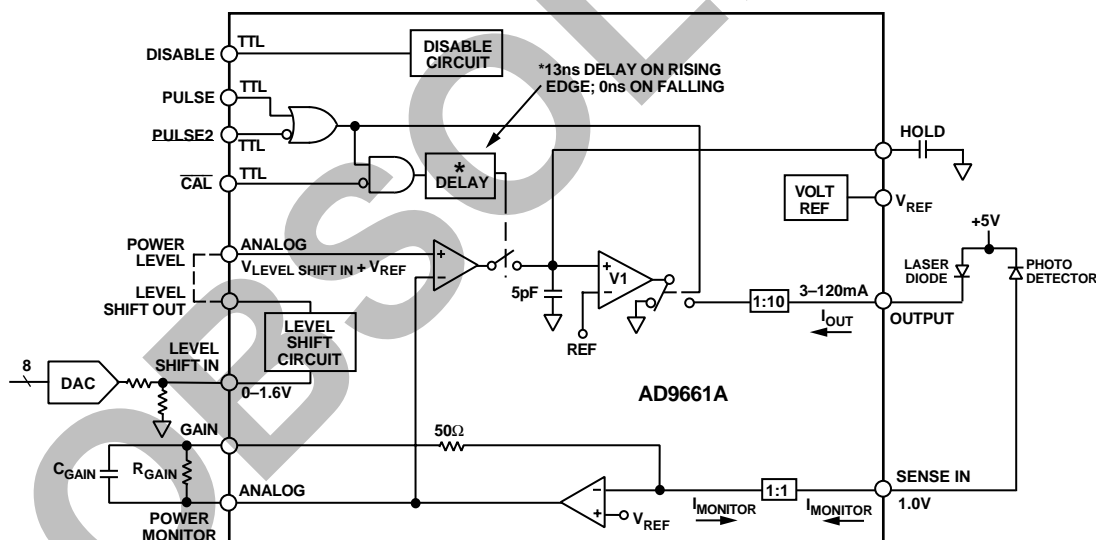 OBSOLETE
DISABLE
TTL
DISABLE
CIRCUIT
*13ns DELAY ON RISING
EDGE; 0ns ON FALLING
PULSE
TTL
PULSE2
TTL
CAL
TTL
*
DELAY
HOLD
VOLT
REF
VREF
+5V
POWER
LEVEL
ANALOG
VLEVEL SHIFT IN + VREF
+
−
5pF
+
−
V1
REF
1:10
3–120mA
IOUT
OUTPUT
LASER
DIODE
PHOTO
DETECTOR
LEVEL
SHIFT OUT
LEVEL
SHIFT
CIRCUIT
LEVEL
SHIFT IN
0–1.6V
8
DAC
AD9661A
GAIN
50Ω
CGAIN
RGAIN
ANALOG
POWER
MONITOR
−
+
VREF
IMONITOR
1:1
IMONITOR
SENSE IN
1.0V